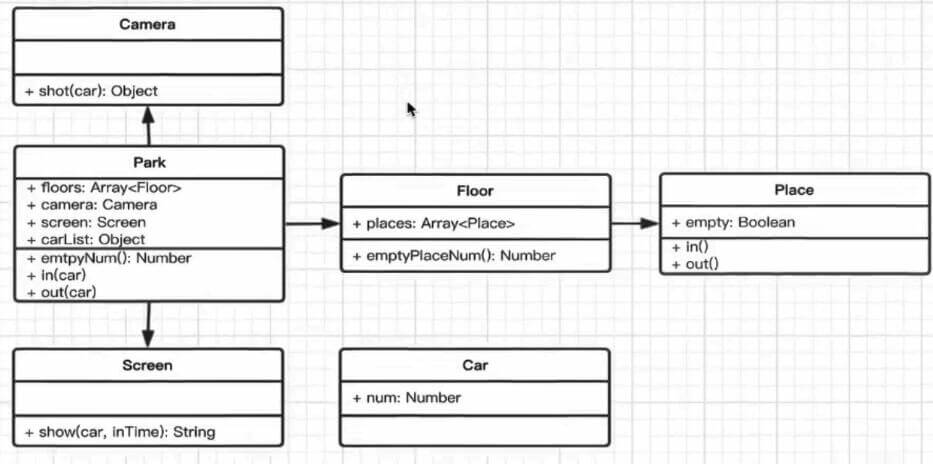 Camera
+ shot(car): Object
Park
+ floors: Array<Floor>
+ camera: Camera
+ screen: Screen
+ carList: Object
+ emtpyNum(): Number
+ in(car)
+ out(car)
Floor
+ places: Array<Place>
+ emptyPlaceNum(): Number
Place
+ empty: Boolean
+ in()
+ out()
Screen
+ show(car, inTime): String
Car
+ num: Number